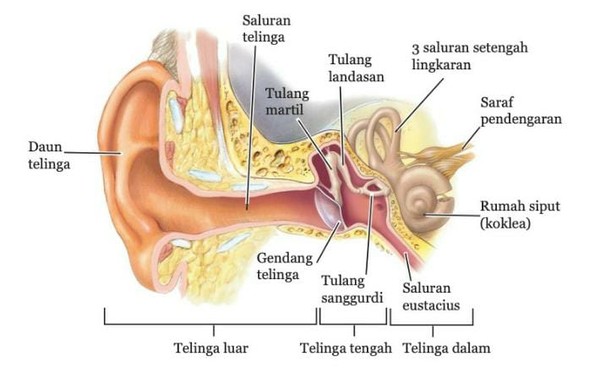 Saluran
telinga
3 saluran setengah
lingkaran
Tulang
landasan
Tulang
martil
Saraf
pendengaran
Daun
telinga
Rumah siput
(koklea)
Gendang
telinga
Tulang
sanggurdi
Saluran
eustacius
Telinga luar
Telinga tengah
Telinga dalam